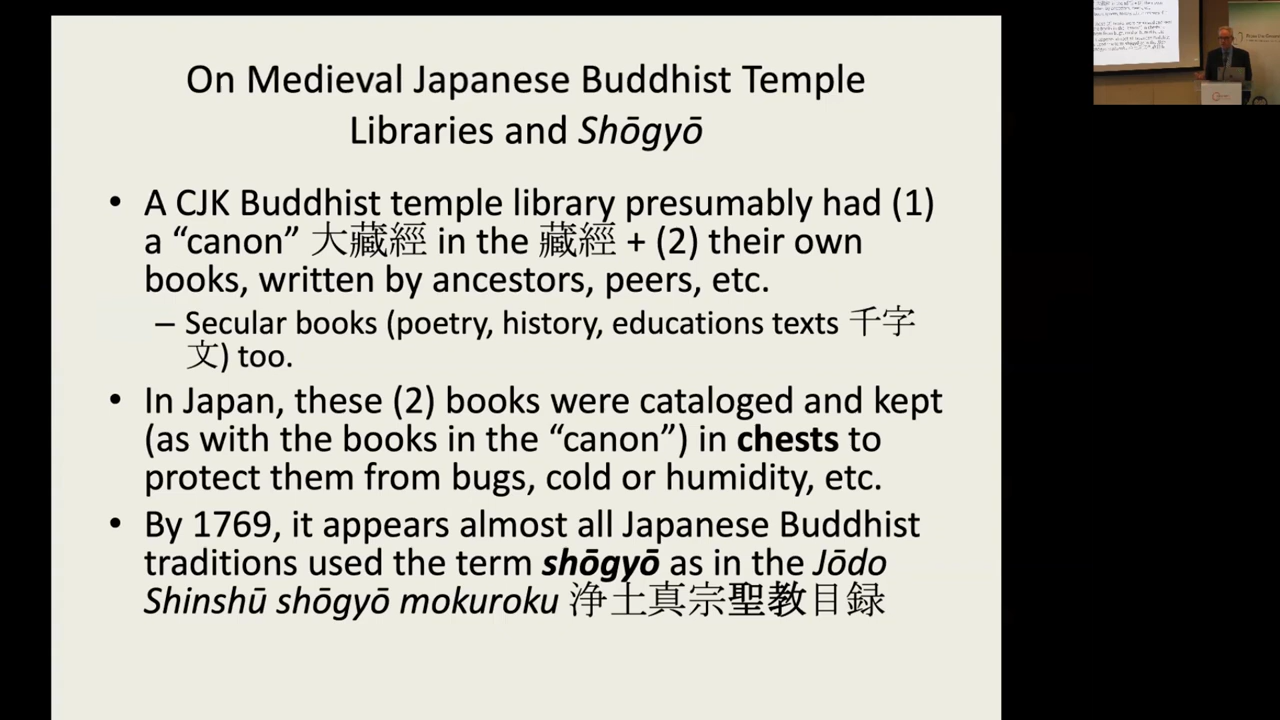 On Medieval Japanese Buddhist Temple
Libraries and Shōgyō
• A CJK Buddhist temple library presumably had (1)
a “canon” 大藏經 in the 藏經 + (2) their own
books, written by ancestors, peers, etc.
– Secular books (poetry, history, educations texts 千字
文) too.
• In Japan, these (2) books were cataloged and kept
(as with the books in the “canon”) in chests to
protect them from bugs, cold or humidity, etc.
• By 1769, it appears almost all Japanese Buddhist
traditions used the term shōgyō as in the Jōdo
Shinshū shōgyō mokuroku 浄土真宗聖教目録